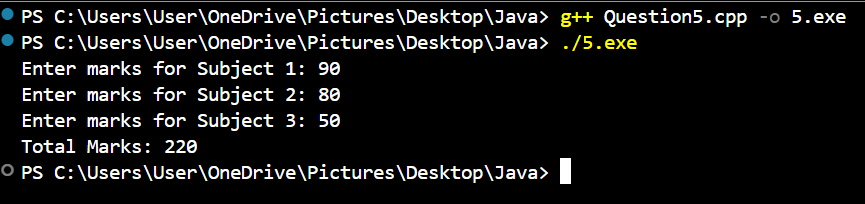 PS C:\Users\User\OneDrive\Pictures\Desktop\Java> g++ Question5.cpp -o 5.exe
PS C:\Users\User\OneDrive\Pictures\Desktop\Java> ./5.exe
Enter marks for Subject 1: 90
Enter marks for Subject 2: 80
Enter marks for Subject 3: 50
Total Marks: 220
PS C:\Users\User\OneDrive\Pictures\Desktop\Java>